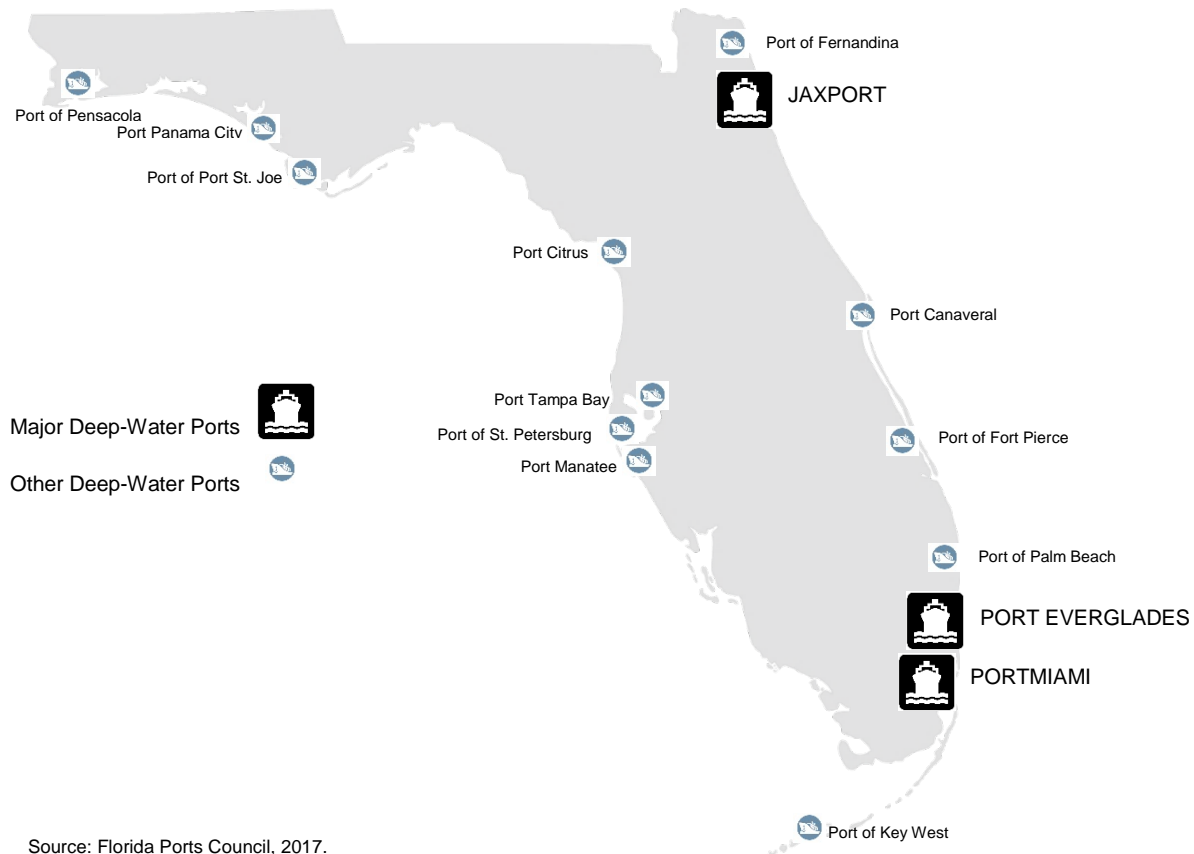 Port of Fernandina
JAXPORT
Port of Pensacola
Port Panama City
Port of Port St. Joe
Port Citrus
Port Canaveral
Port Tampa Bay
Major Deep-Water Ports
Port of St. Petersburg
Port of Fort Pierce
Port Manatee
Other Deep-Water Ports
Port of Palm Beach
PORT EVERGLADES
PORTMIAMI
Port of Key West
Source: Florida Ports Council, 2017.